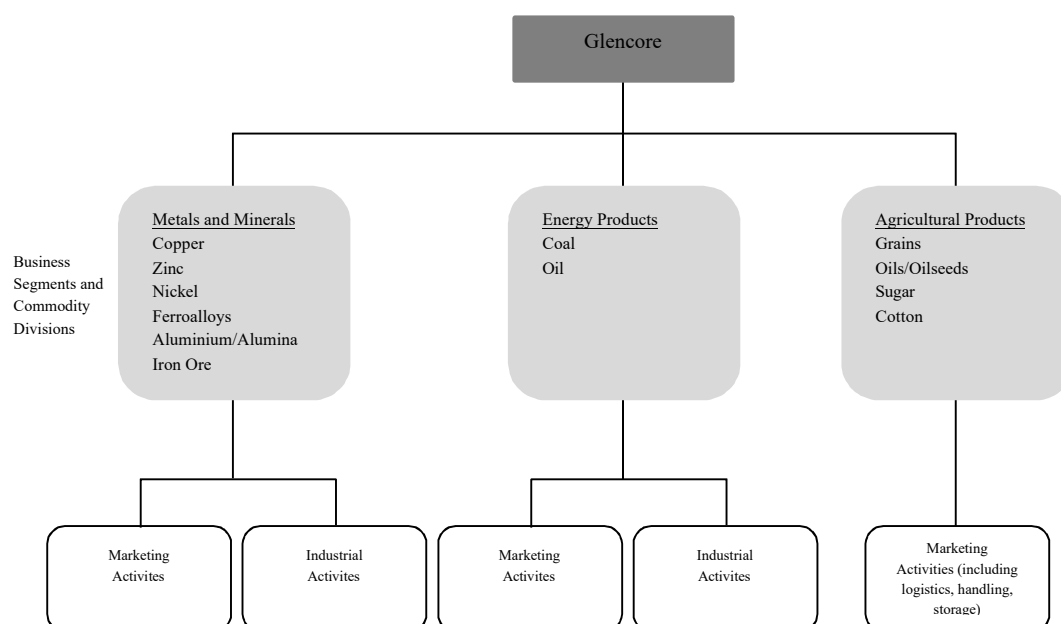 Glencore
Business
Segments and
Commodity
Divisions
Metals and Minerals
Copper
Zinc
Nickel
Ferroalloys
Aluminium/Alumina
Iron Ore
Energy Products
Coal
Oil
Agricultural Products
Grains
Oils/Oilseeds
Sugar
Cotton
Marketing
Activites
Industrial
Activites
Marketing
Activites
Industrial
Activites
Marketing
Activities (including
logistics, handling,
storage)